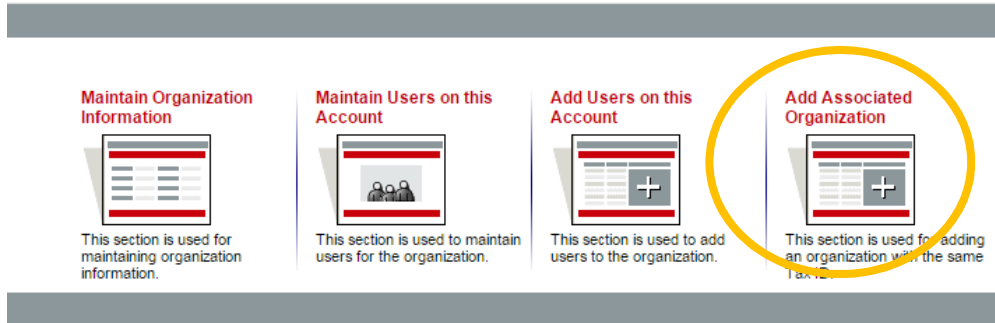 Maintain Organization
Information
This section is used for
maintaining organization
information.
Maintain Users on this
Account
This section is used to maintain
users for the organization.
Add Users on this
Account
This section is used to add
users to the organization.
Add Associated
Organization
This section is used for adding
an organization with the same
Tax ID.